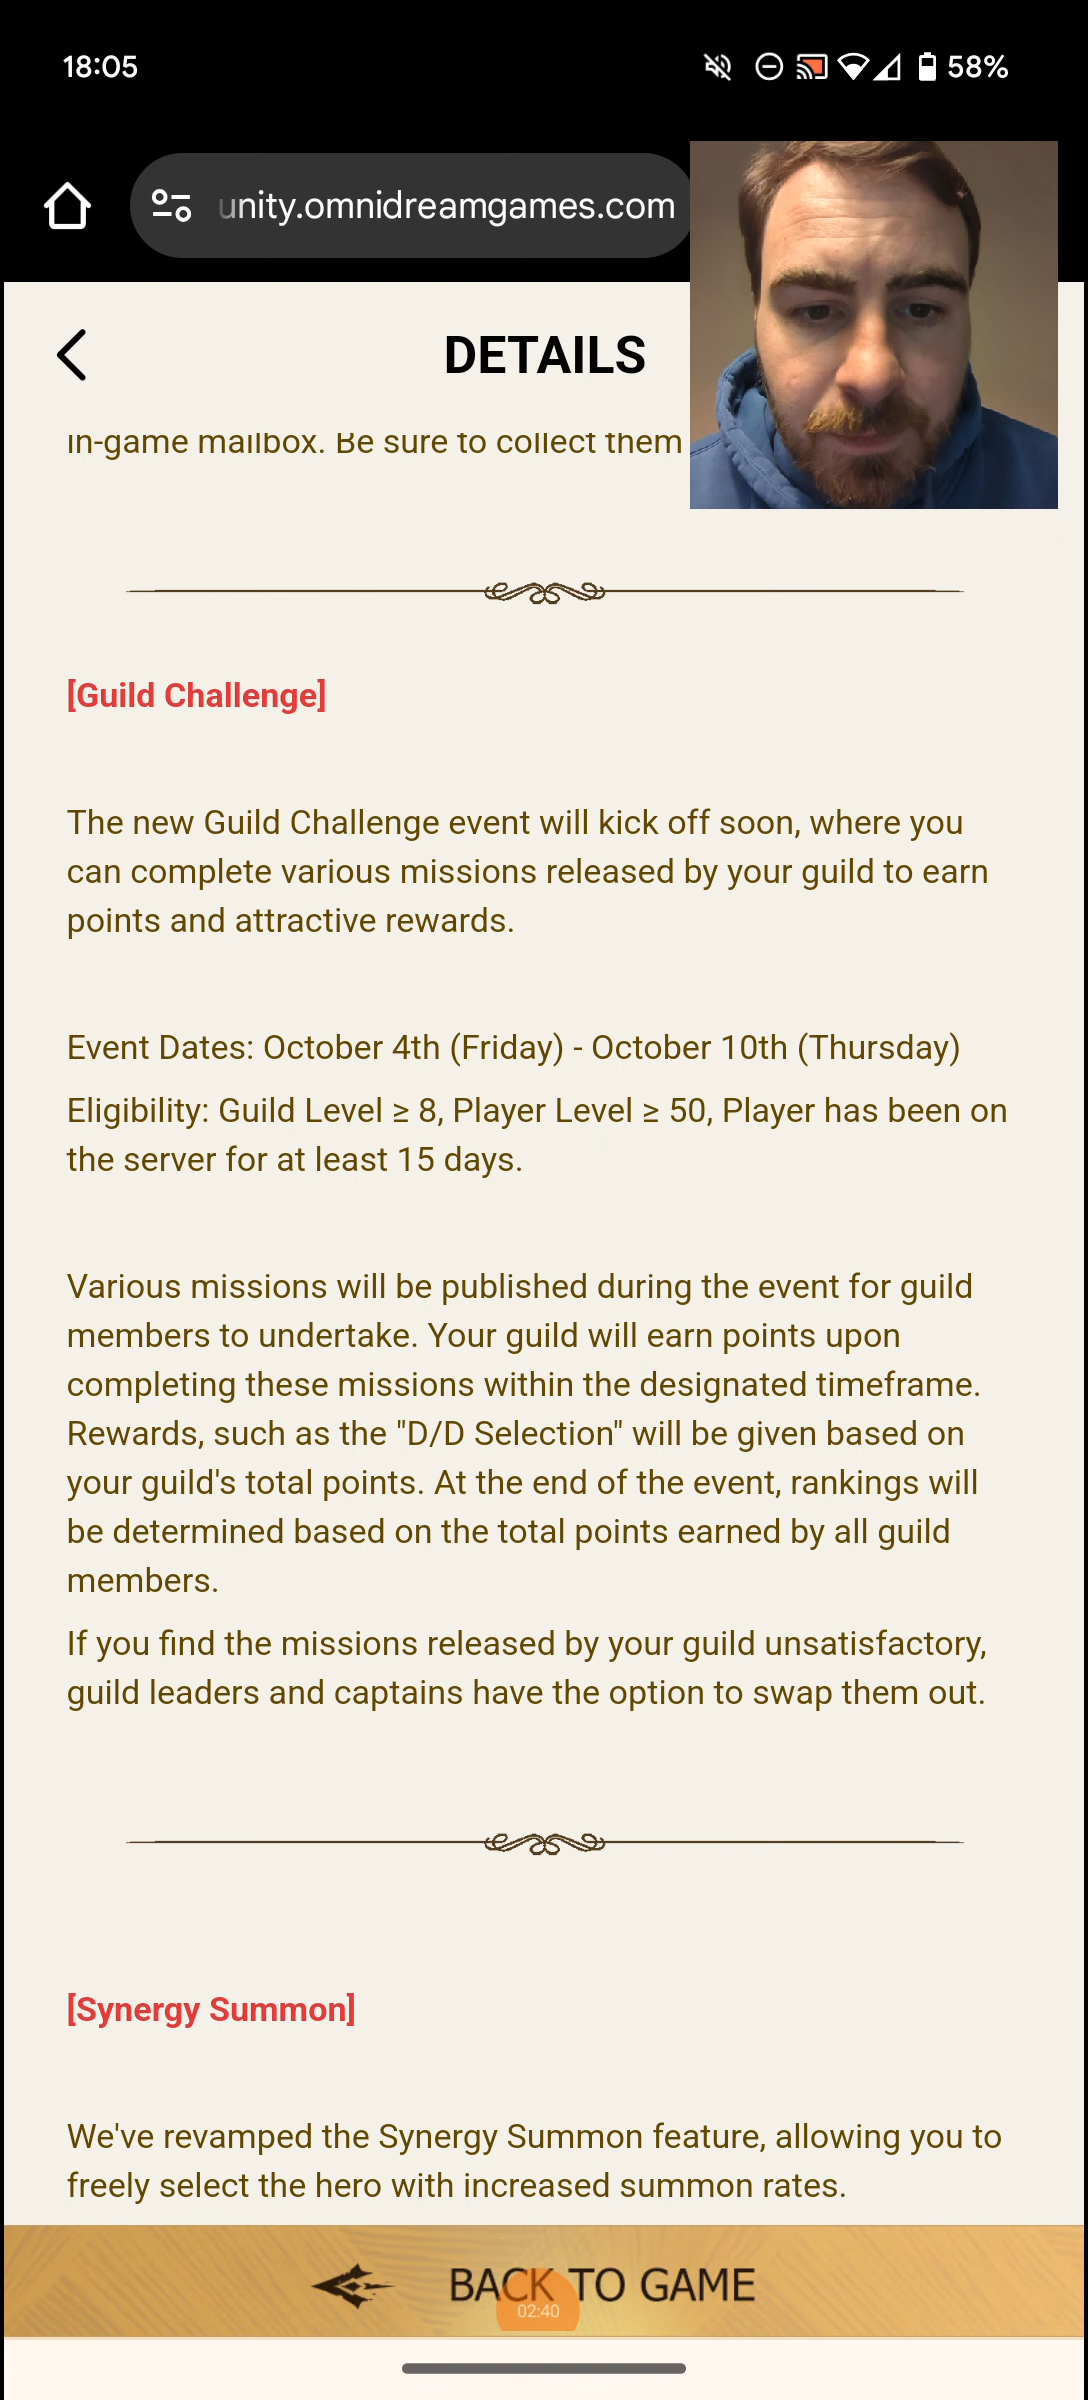 18:05
58%
unity.omnidreamgames.com
DETAILS
in-game mailbox. Be sure to collect them
[Guild Challenge]
The new Guild Challenge event will kick off soon, where you
can complete various missions released by your guild to earn
points and attractive rewards.
Event Dates: October 4th (Friday) - October 10th (Thursday)
Eligibility: Guild Level ≥ 8, Player Level ≥ 50, Player has been on
the server for at least 15 days.
Various missions will be published during the event for guild
members to undertake. Your guild will earn points upon
completing these missions within the designated timeframe.
Rewards, such as the "D/D Selection" will be given based on
your guild's total points. At the end of the event, rankings will
be determined based on the total points earned by all guild
members.
If you find the missions released by your guild unsatisfactory,
guild leaders and captains have the option to swap them out.
[Synergy Summon]
We've revamped the Synergy Summon feature, allowing you to
freely select the hero with increased summon rates.
BACK TO GAME
02:40